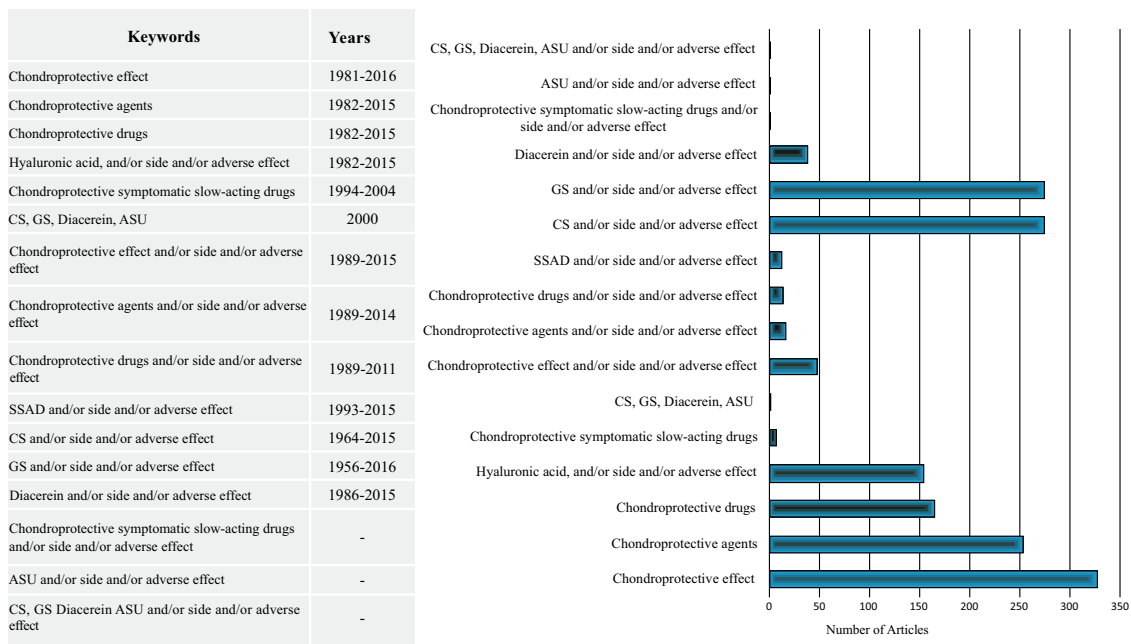 Keywords Years
Chondroprotective effect 1981-2016
Chondroprotective agents 1982-2015
Chondroprotective drugs 1982-2015
Hyaluronic acid, and/or side and/or adverse effect 1982-2015
Chondroprotective symptomatic slow-acting drugs 1994-2004
CS, GS, Diacerein, ASU 2000
Chondroprotective effect and/or side and/or adverse
effect 1989-2015
Chondroprotective agents and/or side and/or adverse
effect 1989-2014
Chondroprotective drugs and/or side and/or adverse
effect 1989-2011
SSAD and/or side and/or adverse effect 1993-2015
CS and/or side and/or adverse effect 1964-2015
GS and/or side and/or adverse effect 1956-2016
Diacerein and/or side and/or adverse effect 1986-2015
Chondroprotective symptomatic slow-acting drugs
and/or side and/or adverse effect -
ASU and/or side and/or adverse effect -
CS, GS Diacerein ASU and/or side and/or adverse
effect -
CS, GS, Diacerein, ASU and/or side and/or adverse effect
ASU and/or side and/or adverse effect
Chondroprotective symptomatic slow-acting drugs and/or
side and/or adverse effect
Diacerein and/or side and/or adverse effect
GS and/or side and/or adverse effect
CS and/or side and/or adverse effect
SSAD and/or side and/or adverse effect
Chondroprotective drugs and/or side and/or adverse effect
Chondroprotective agents and/or side and/or adverse effect
Chondroprotective effect and/or side and/or adverse effect
CS, GS, Diacerein, ASU
Chondroprotective symptomatic slow-acting drugs
Hyaluronic acid, and/or side and/or adverse effect
Chondroprotective drugs
Chondroprotective agents
Chondroprotective effect
0 50 100 150 200 250 300 350
Number of Articles